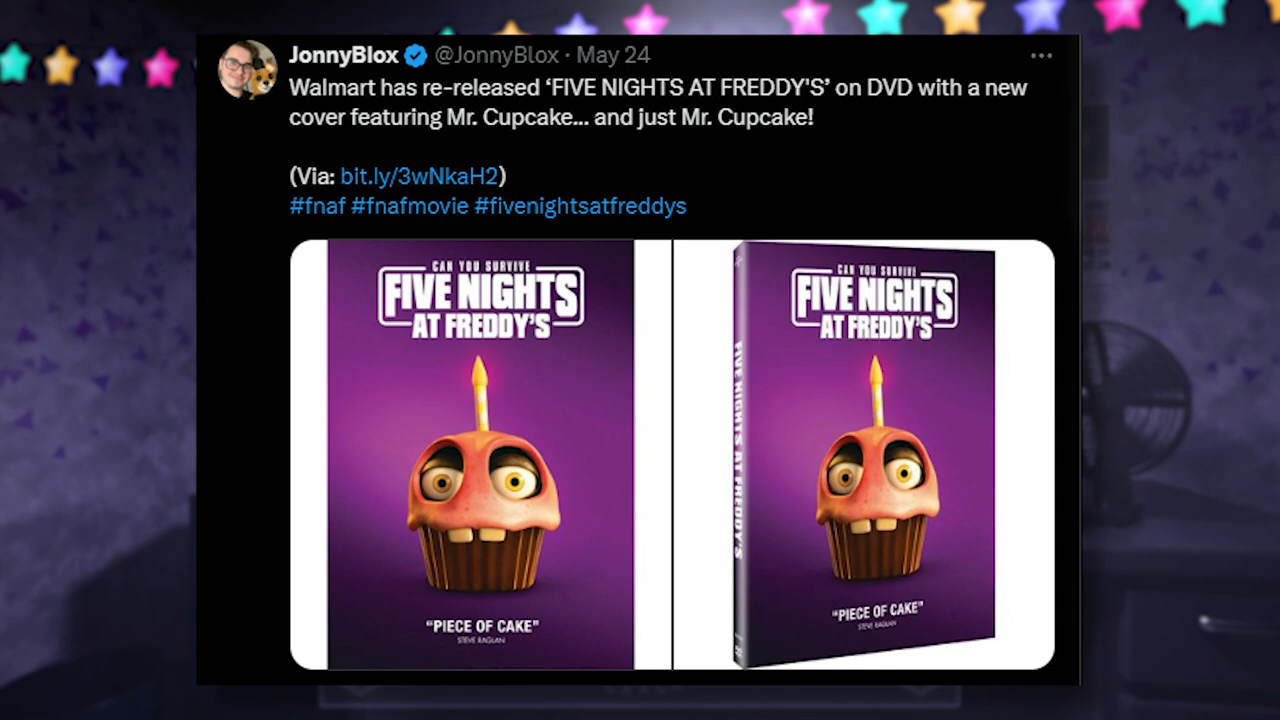 JonnyBlox @JonnyBlox · May 24
Walmart has re-released ‘FIVE NIGHTS AT FREDDY'S’ on DVD with a new
cover featuring Mr. Cupcake... and just Mr. Cupcake!
(Via: bit.ly/3wNkaH2)
#fnaf #fnafmovie #fivenightsatfreddys
CAN YOU SURVIVE
FIVE NIGHTS
AT FREDDY'S
“PIECE OF CAKE”
STEVE RAGLAN
FIVE NIGHTS AT FREDDY'S
CAN YOU SURVIVE
FIVE NIGHTS
AT FREDDY'S
“PIECE OF CAKE”
STEVE RAGLAN